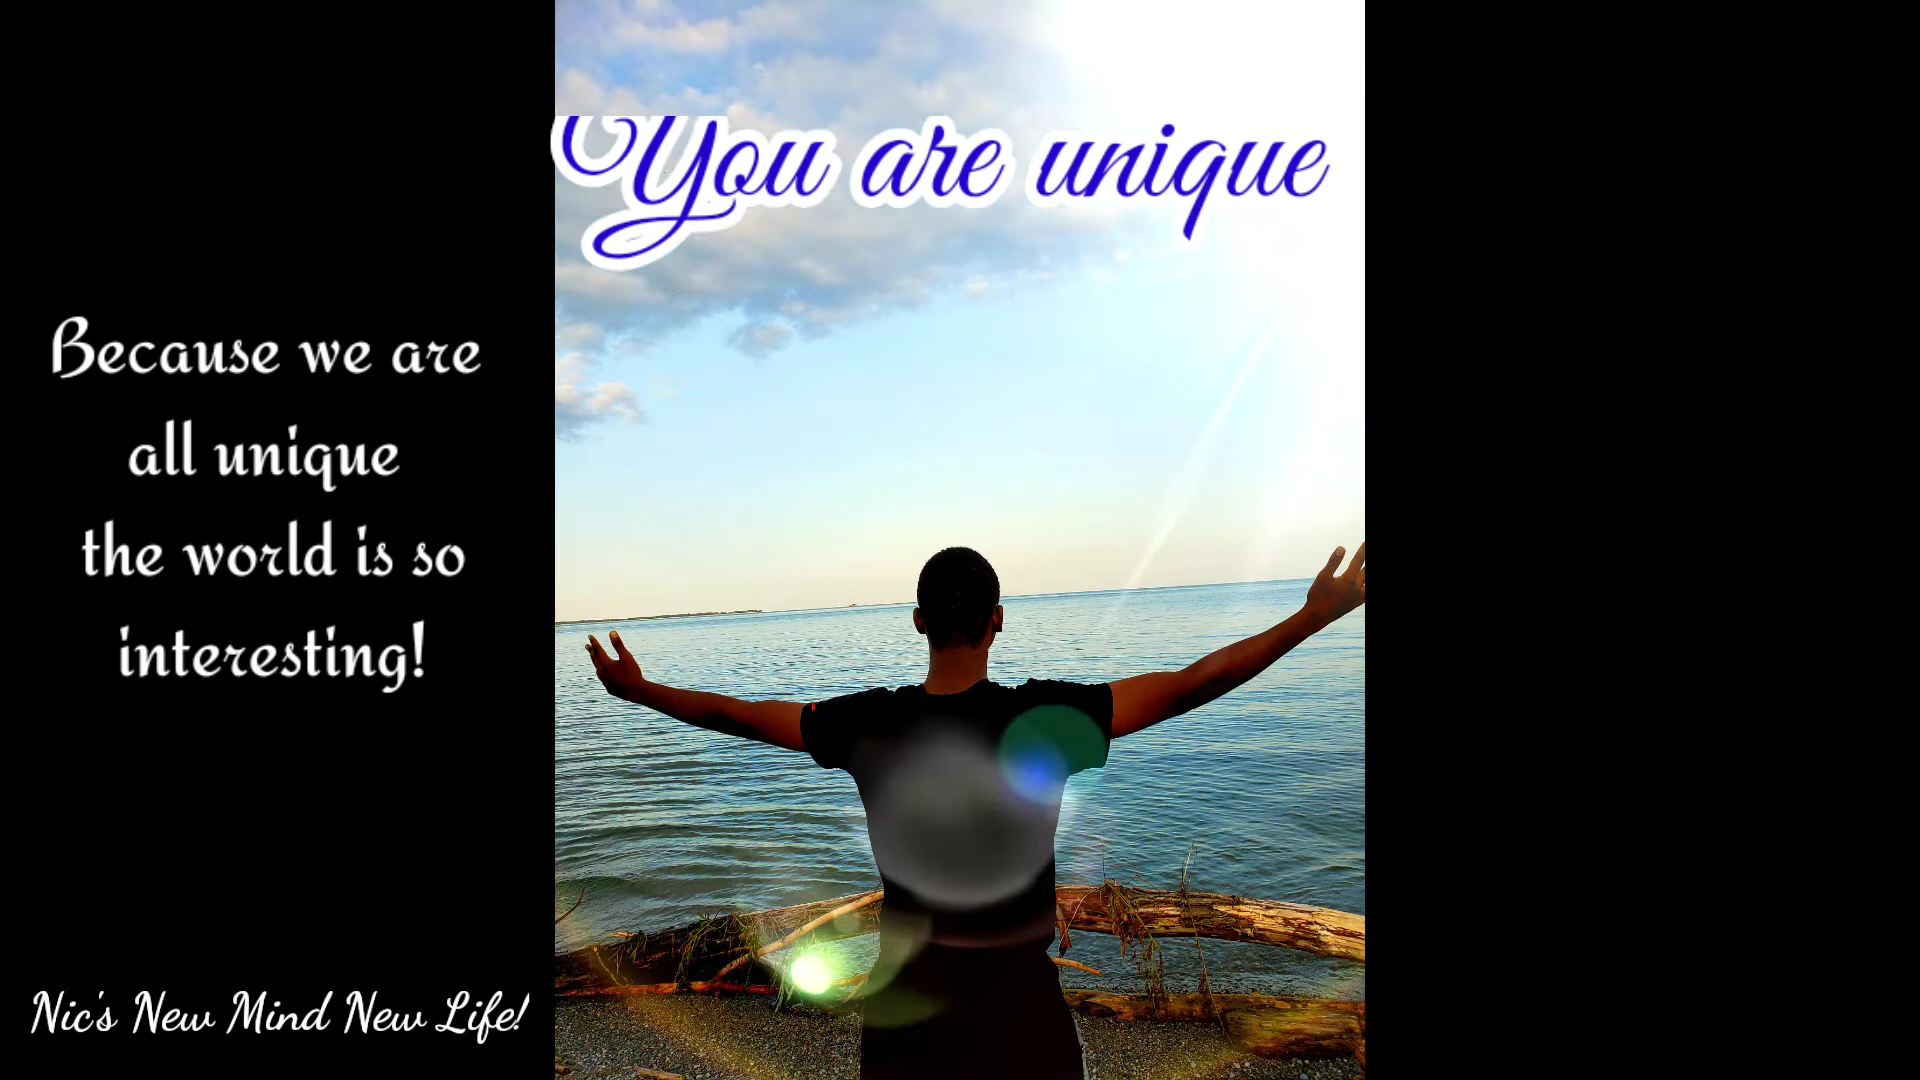 You are unique
Because we are
all unique
the world is so
interesting!
Nic's New Mind New Life!